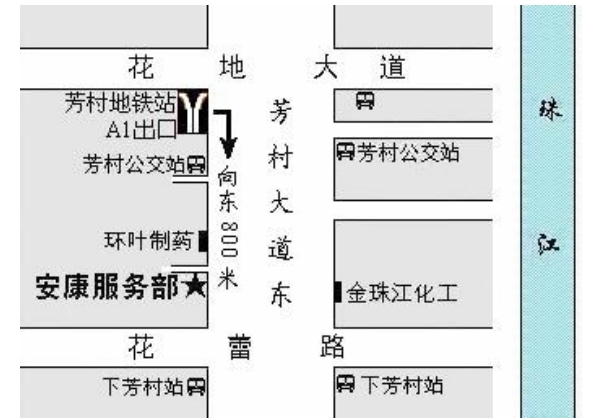 花地大道
芳村地铁站
A1出口
芳村公交站
向东800米
环叶制药
安康服务部
芳村大道东
芳村公交站
金珠江化工
珠江
花蕾路
下芳村站
下芳村站